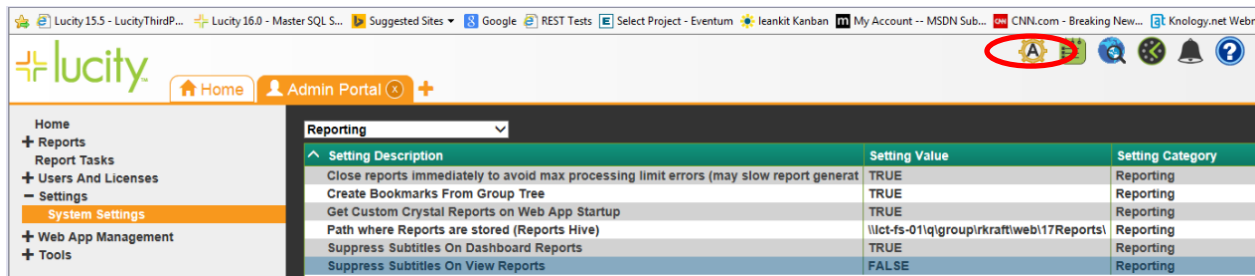 Lucity 15.5 - LucityThirdP... Lucity 16.0 - Master SQL S... Suggested Sites Google REST Tests Select Project - Eventum leankit Kanban My Account -- MSDN Sub... CNN.com - Breaking New... Knology.net Webm
lucity
Home Admin Portal
A
Home
Reports
Report Tasks
Users And Licenses
Settings
System Settings
Web App Management
Tools
Reporting
Setting Description Setting Value Setting Category
Close reports immediately to avoid max processing limit errors (may slow report generat TRUE Reporting
Create Bookmarks From Group Tree TRUE Reporting
Get Custom Crystal Reports on Web App Startup TRUE Reporting
Path where Reports are stored (Reports Hive) \\lct-fs-01\q\group\rkraft\web\17Reports\ Reporting
Suppress Subtitles On Dashboard Reports TRUE Reporting
Suppress Subtitles On View Reports FALSE Reporting